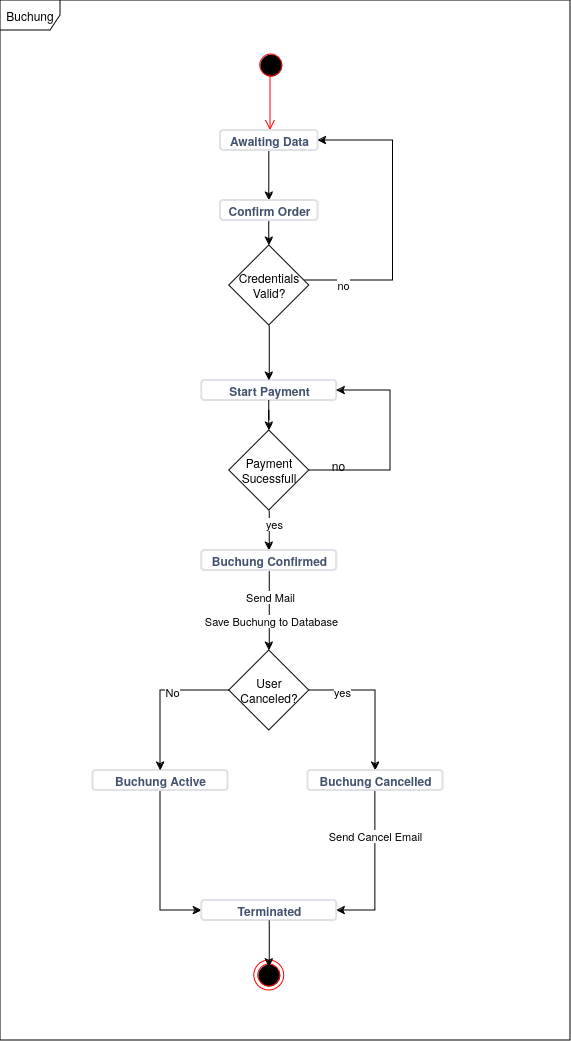 Buchung
Awaiting Data
Confirm Order
Credentials
Valid?
no
Start Payment
Payment
Sucessfull
no
yes
Buchung Confirmed
Send Mail
Save Buchung to Database
User
Canceled?
No
yes
Buchung Active
Buchung Cancelled
Send Cancel Email
Terminated